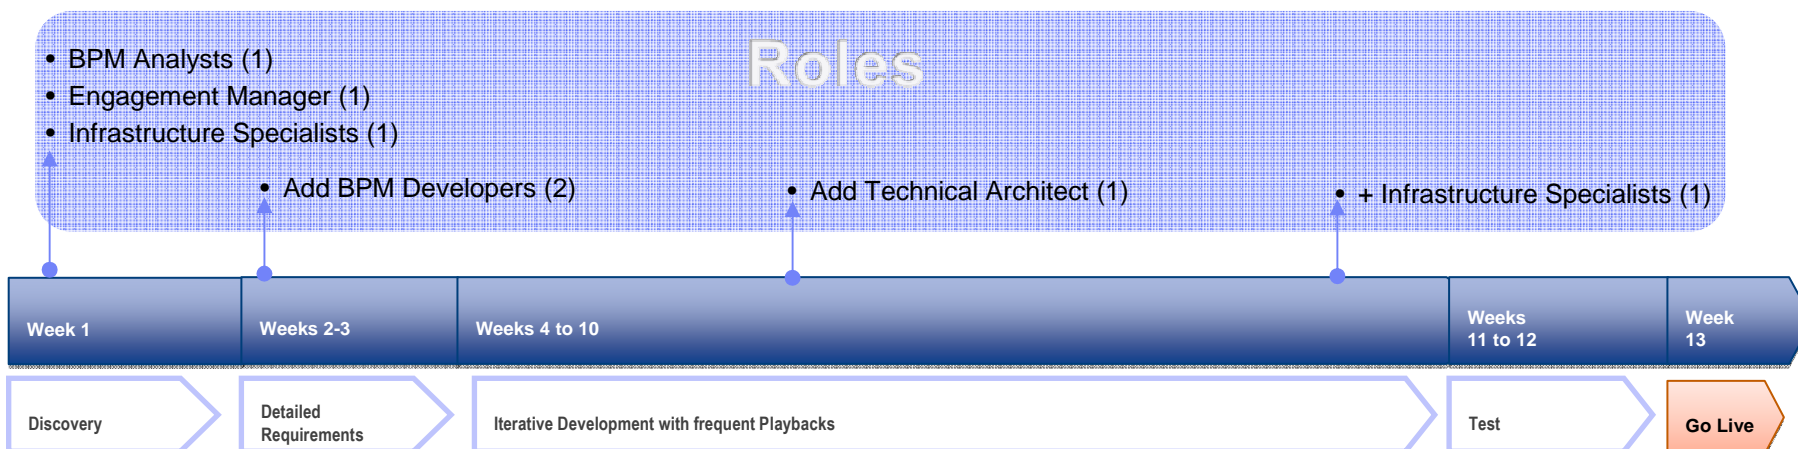 Roles
• BPM Analysts (1)
• Engagement Manager (1)
• Infrastructure Specialists (1)
• Add BPM Developers (2)
• Add Technical Architect (1)
• + Infrastructure Specialists (1)
Week 1
Weeks 2-3
Weeks 4 to 10
Weeks
11 to 12
Week
13
Discovery
Detailed
Requirements
Iterative Development with frequent Playbacks
Test
Go Live